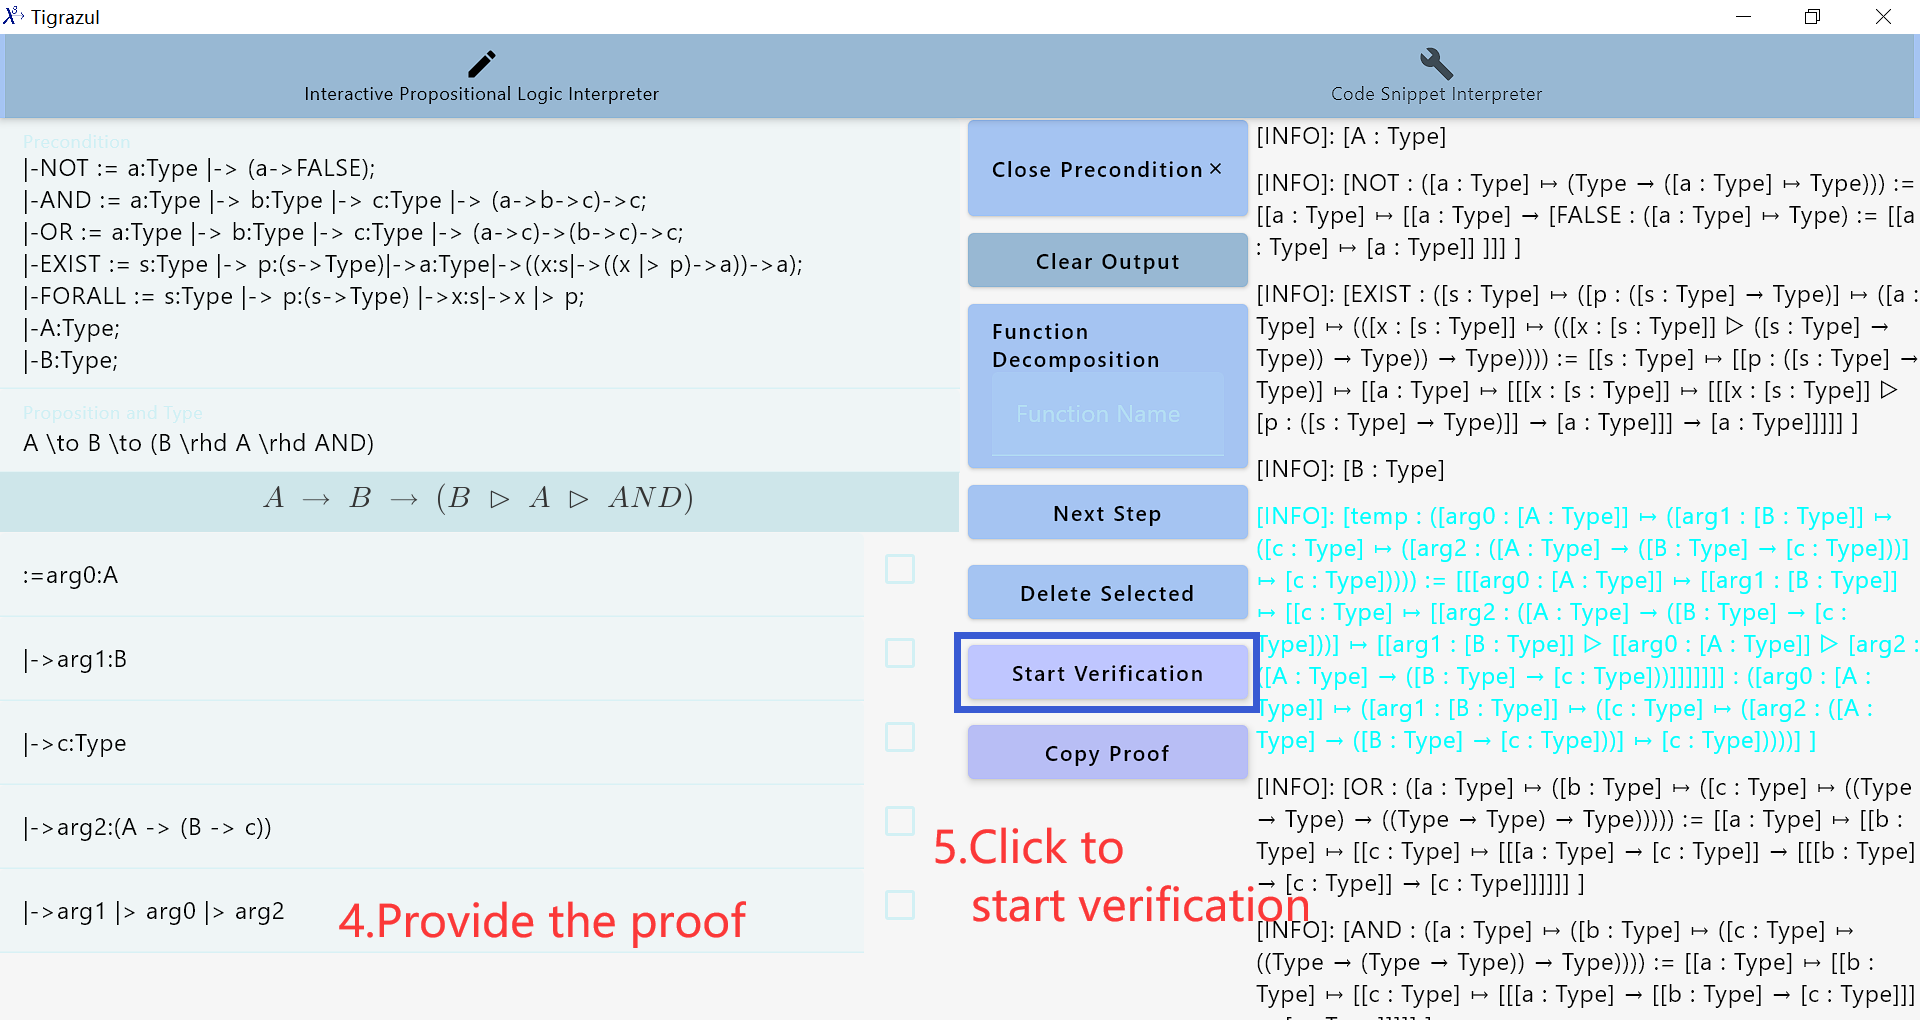 Tigrazul
Interactive Propositional Logic Interpreter
Code Snippet Interpreter
Precondition
|-NOT := a:Type |-> (a->FALSE);
|-AND := a:Type |-> b:Type |-> c:Type |-> (a->b->c)->c;
|-OR := a:Type |-> b:Type |-> c:Type |-> (a->c)->(b->c)->c;
|-EXIST := s:Type |-> p:(s->Type)|->a:Type|->((x:s|->((x |> p)->a))->a);
|-FORALL := s:Type |-> p:(s->Type) |->x:s|->x |> p;
|-A:Type;
|-B:Type;
Proposition and Type
A \to B \to (B \rhd A \rhd AND)
A → B → (B ▷ A ▷ AND)
:=arg0:A
|->arg1:B
|->c:Type
|->arg2:(A -> (B -> c))
|->arg1 |> arg0 |> arg2
4.Provide the proof
Close Precondition ×
Clear Output
Function
Decomposition
Function Name
Next Step
Delete Selected
Start Verification
Copy Proof
5.Click to
start verification
[INFO]: [A : Type]
[INFO]: [NOT : ([a : Type] ↦ (Type → ([a : Type] ↦ Type))) :=
[[a : Type] ↦ [[a : Type] → [FALSE : ([a : Type] ↦ Type) := [[a
: Type] ↦ [a : Type]] ]]] ]
[INFO]: [EXIST : ([s : Type] ↦ ([p : ([s : Type] → Type)] ↦ ([a :
Type] ↦ (([x : [s : Type]] ↦ (([x : [s : Type]] ▷ ([s : Type] →
Type)) → Type)) → Type)))) := [[s : Type] ↦ [[p : ([s : Type] →
Type)] ↦ [[a : Type] ↦ [[[x : [s : Type]] ↦ [[[x : [s : Type]] ▷
[p : ([s : Type] → Type)]] → [a : Type]]] → [a : Type]]]]] ]
[INFO]: [B : Type]
[INFO]: [temp : ([arg0 : [A : Type]] ↦ ([arg1 : [B : Type]] ↦
([c : Type] ↦ ([arg2 : ([A : Type] → ([B : Type] → [c : Type]))]
↦ [c : Type])))) := [[[arg0 : [A : Type]] ↦ [[arg1 : [B : Type]]
↦ [[c : Type] ↦ [[arg2 : ([A : Type] → ([B : Type] → [c :
Type]))] ↦ [[arg1 : [B : Type]] ▷ [[arg0 : [A : Type]] ▷ [arg2 :
([A : Type] → ([B : Type] → [c : Type]))]]]]]]] : ([arg0 : [A :
Type]] ↦ ([arg1 : [B : Type]] ↦ ([c : Type] ↦ ([arg2 : ([A :
Type] → ([B : Type] → [c : Type]))] ↦ [c : Type]))))] ]
[INFO]: [OR : ([a : Type] ↦ ([b : Type] ↦ ([c : Type] ↦ ((Type
→ Type) → ((Type → Type) → Type))))) := [[a : Type] ↦ [[b :
Type] ↦ [[c : Type] ↦ [[[a : Type] → [c : Type]] → [[[b : Type]
→ [c : Type]] → [c : Type]]]]]] ]
[INFO]: [AND : ([a : Type] ↦ ([b : Type] ↦ ([c : Type] ↦
((Type → (Type → Type)) → Type)))) := [[a : Type] ↦ [[b :
Type] ↦ [[c : Type] ↦ [[[a : Type] → [[b : Type] → [c : Type]]]